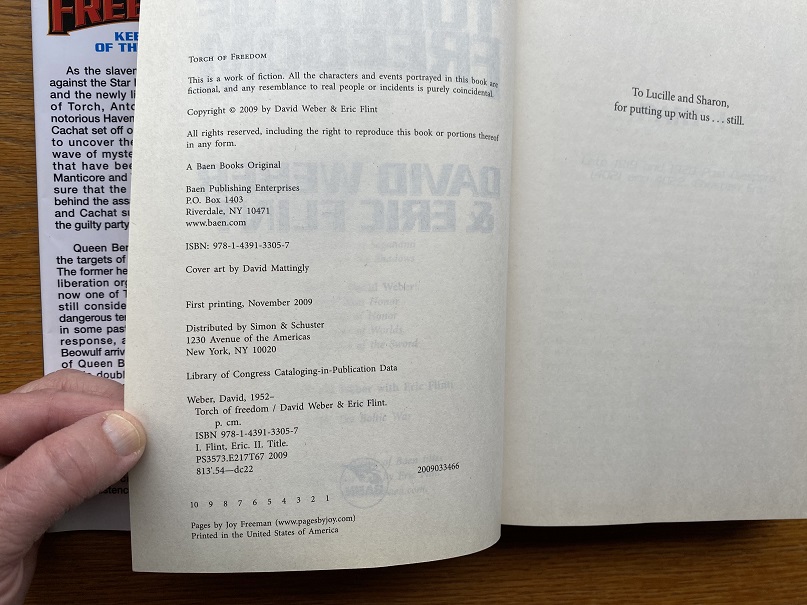 FREE
KEE
OF TH
As the slaver
against the Star
and the newly li
of Torch, Anto
notorious Haven
Cachat set off o
to uncover the
wave of myste
that have bee
Manticore and
sure that the
behind the ass
and Cachat su
the guilty party
Queen Ber
the targets of
The former he
liberation org
now one of T
still conside
dangerous ter
in some pas
response, a
Beowulf arriv
of Queen B
doubl
TORCH OF FREEDOM
This is a work of fiction. All the characters and events portrayed in this book are
fictional, and any resemblance to real people or incidents is purely coincidental.
Copyright © 2009 by David Weber & Eric Flint
All rights reserved, including the right to reproduce this book or portions thereof
in any form.
A Baen Books Original
Baen Publishing Enterprises
P.O. Box 1403
Riverdale, NY 10471
www.baen.com
ISBN: 978-1-4391-3305-7
Cover art by David Mattingly
First printing, November 2009
Distributed by Simon & Schuster
1230 Avenue of the Americas
New York, NY 10020
Library of Congress Cataloging-in-Publication Data
Weber, David, 1952–
Torch of freedom / David Weber & Eric Flint.
p. cm.
ISBN 978-1-4391-3305-7
I. Flint, Eric. II. Title.
PS3573.E217T67 2009
813'.54—dc22
2009033466
10 9 8 7 6 5 4 3 2 1
Pages by Joy Freeman (www.pagesbyjoy.com)
Printed in the United States of America
To Lucille and Sharon,
for putting up with us . . . still.